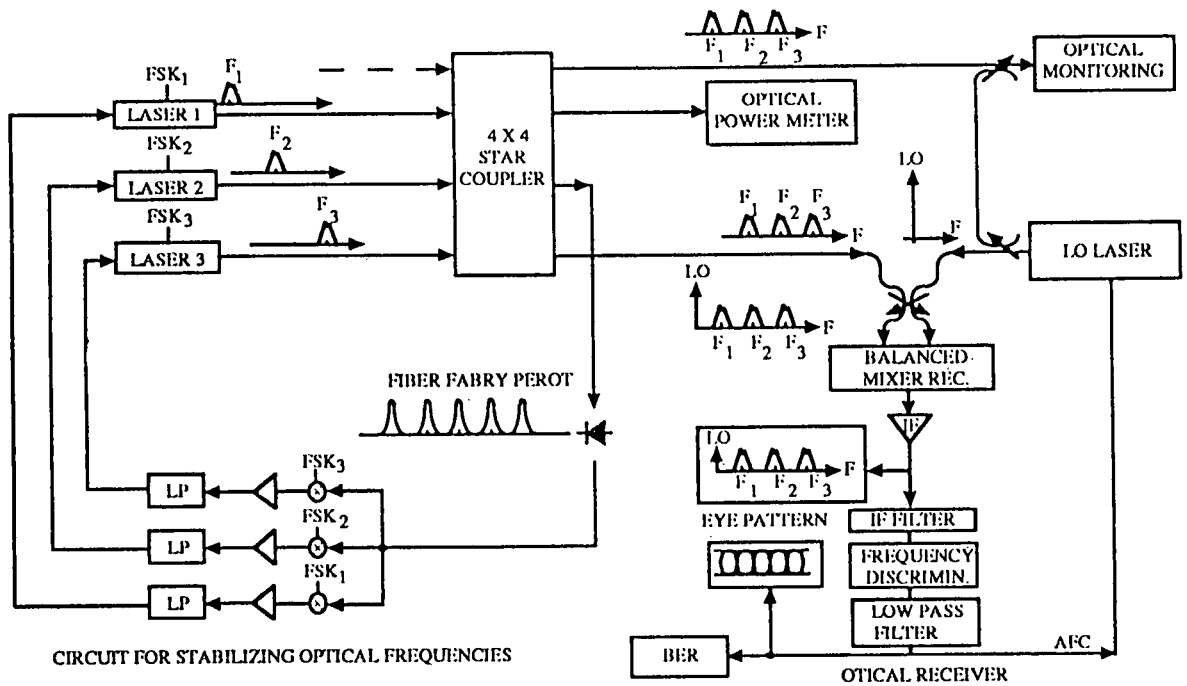 F1 F2 F3 F
OPTICAL
MONITORING
FSK1
F1
LASER 1
OPTICAL
POWER METER
4 X 4
STAR
COUPLER
FSK2
F2
LASER 2
LO
FSK3
F3
LASER 3
F1 F2 F3
F
F
LO LASER
LO
F1 F2 F3 F
BALANCED
MIXER REC.
FIBER FABRY PEROT
IF
LO
F1 F2 F3 F
FSK3
LP
EYE PATTERN
IF FILTER
FSK2
LP
FREQUENCY
DISCRIMIN.
FSK1
LP
LOW PASS
FILTER
CIRCUIT FOR STABILIZING OPTICAL FREQUENCIES
BER
AFC
OTICAL RECEIVER